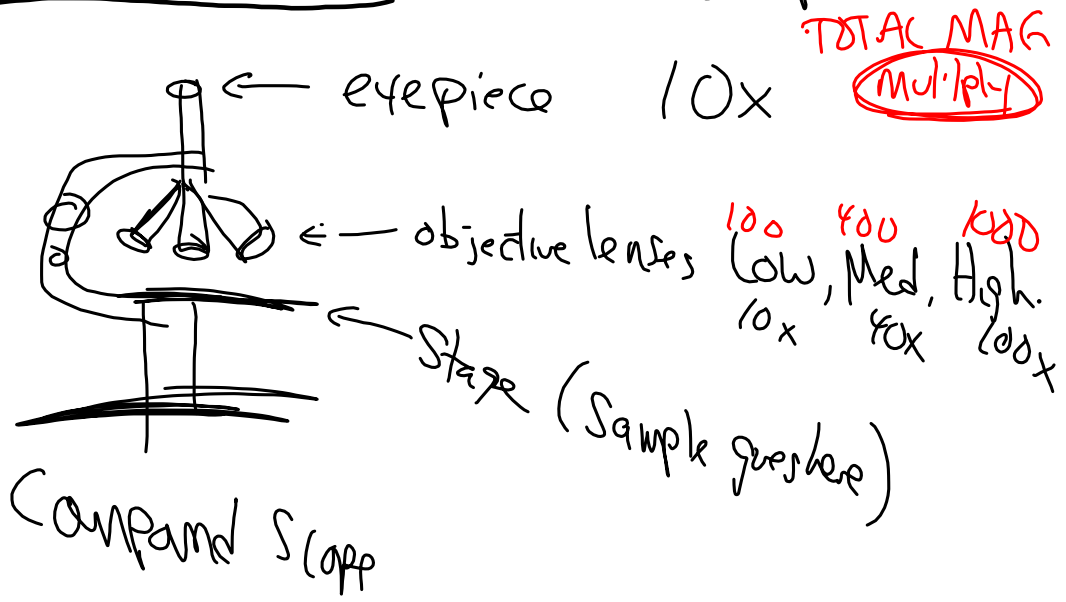 TOTAL MAG
Multiply
eyepiece 10x
100 400 1000
objective lenses Low, Med, High.
10x 40x 100x
Stage (Sample goes here)
Compound Scope